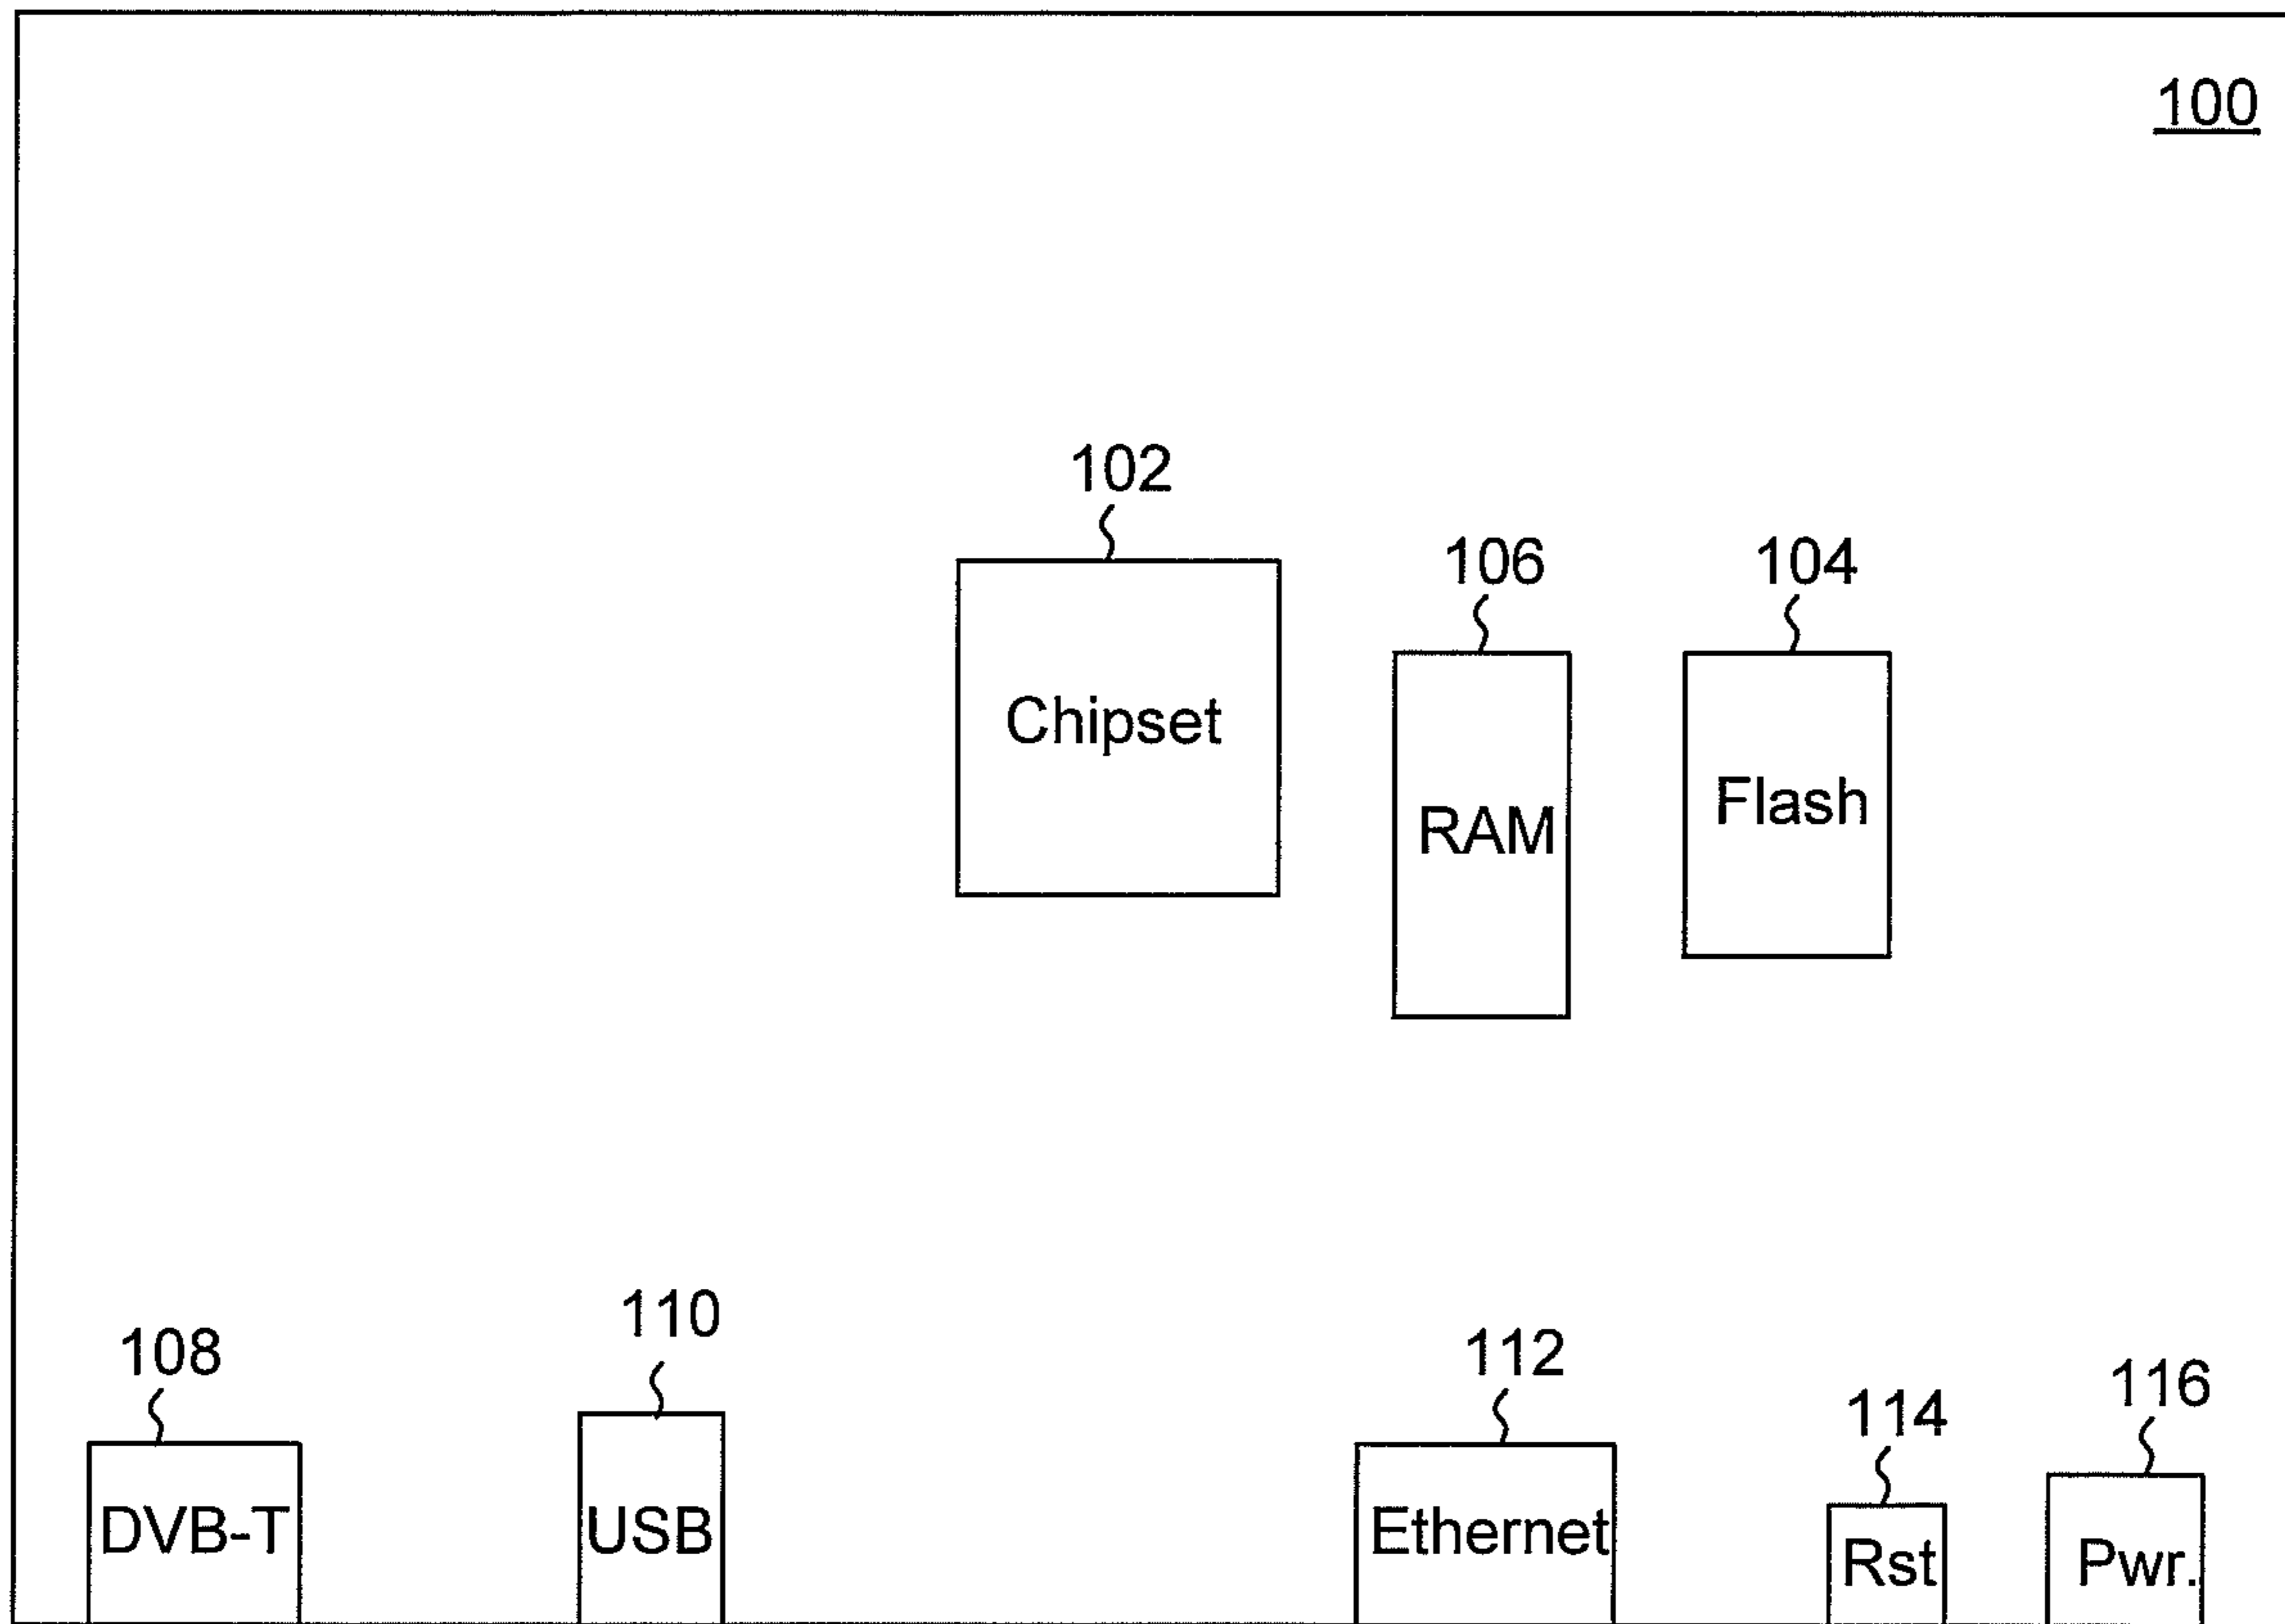 100
102
106
104
Chipset
RAM
Flash
108
110
112
114
116
DVB-T
USB
Ethernet
Rst
Pwr.